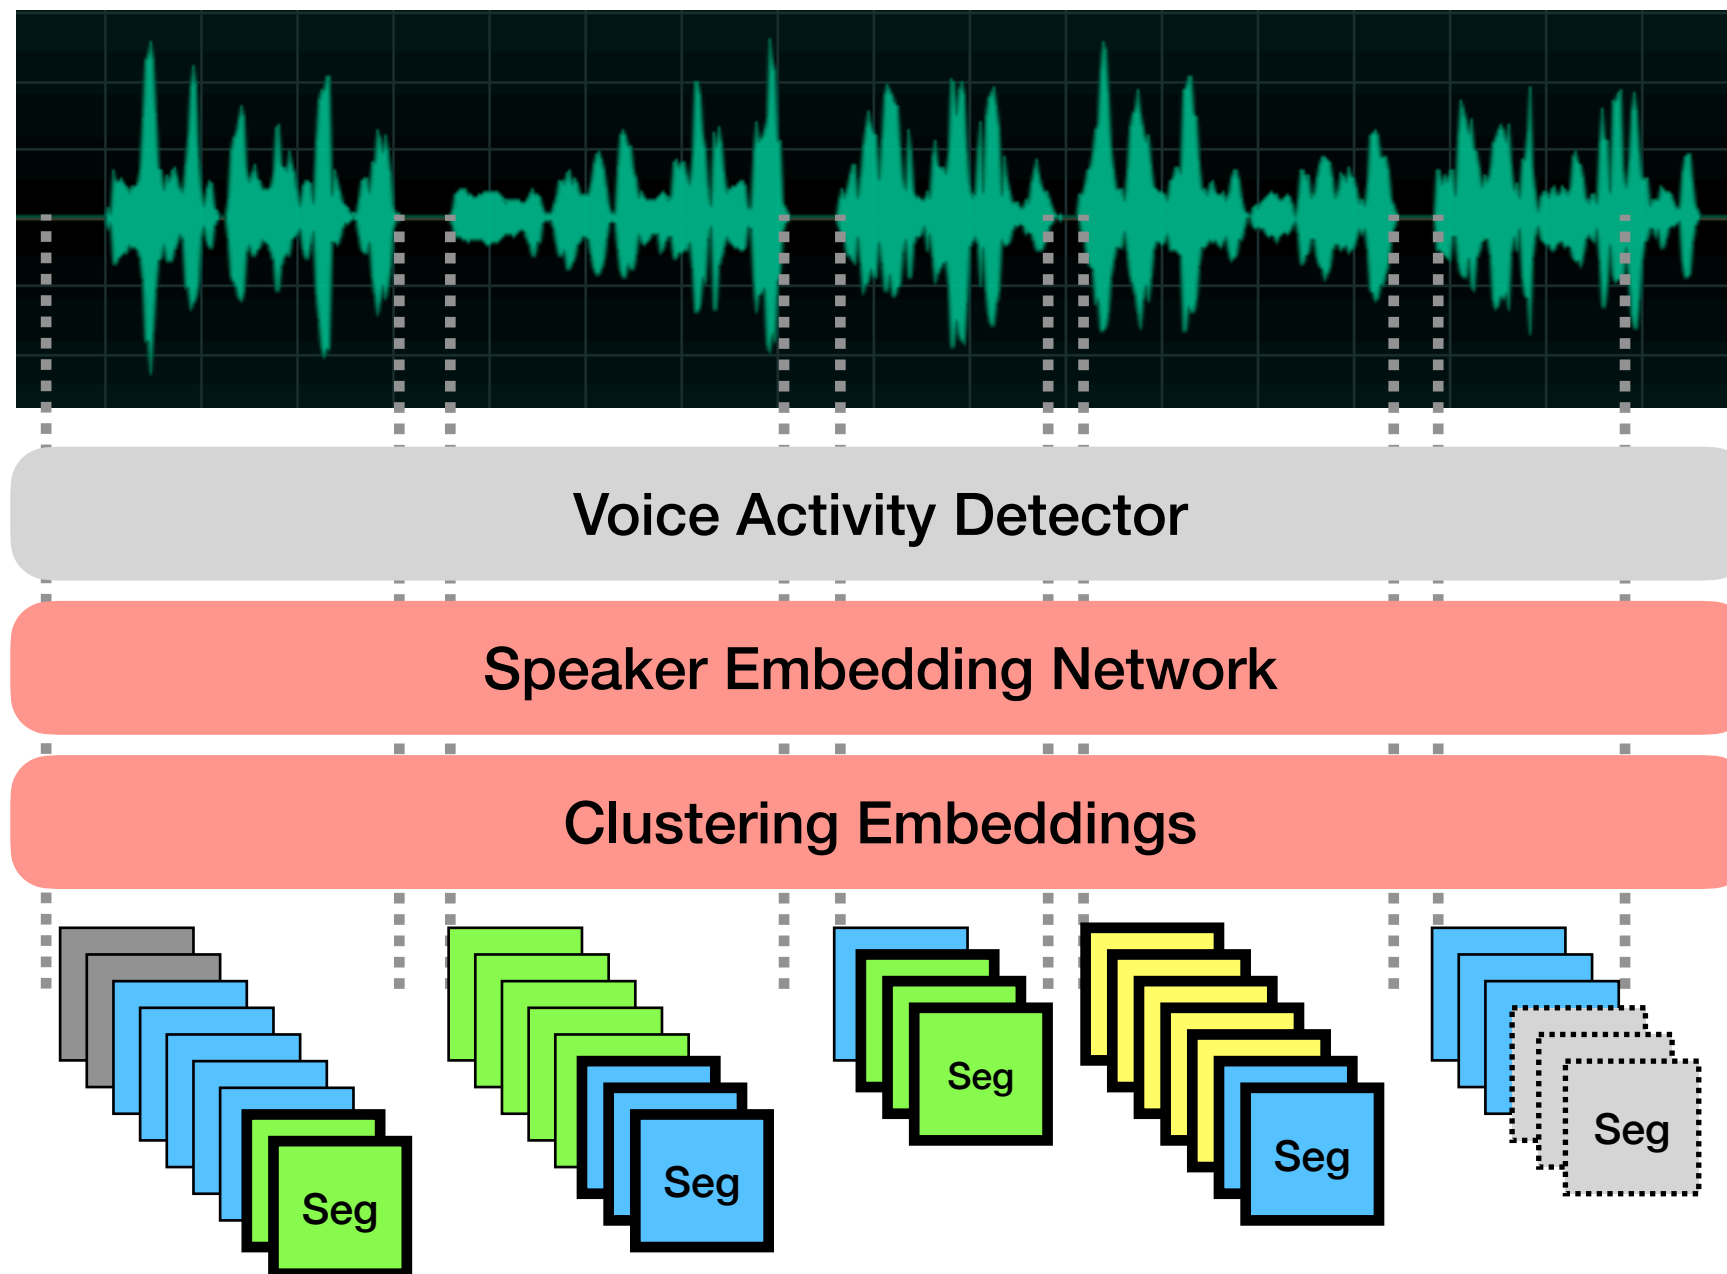 Voice Activity Detector
Speaker Embedding Network
Clustering Embeddings
Seg
Seg
Seg
Seg
Seg